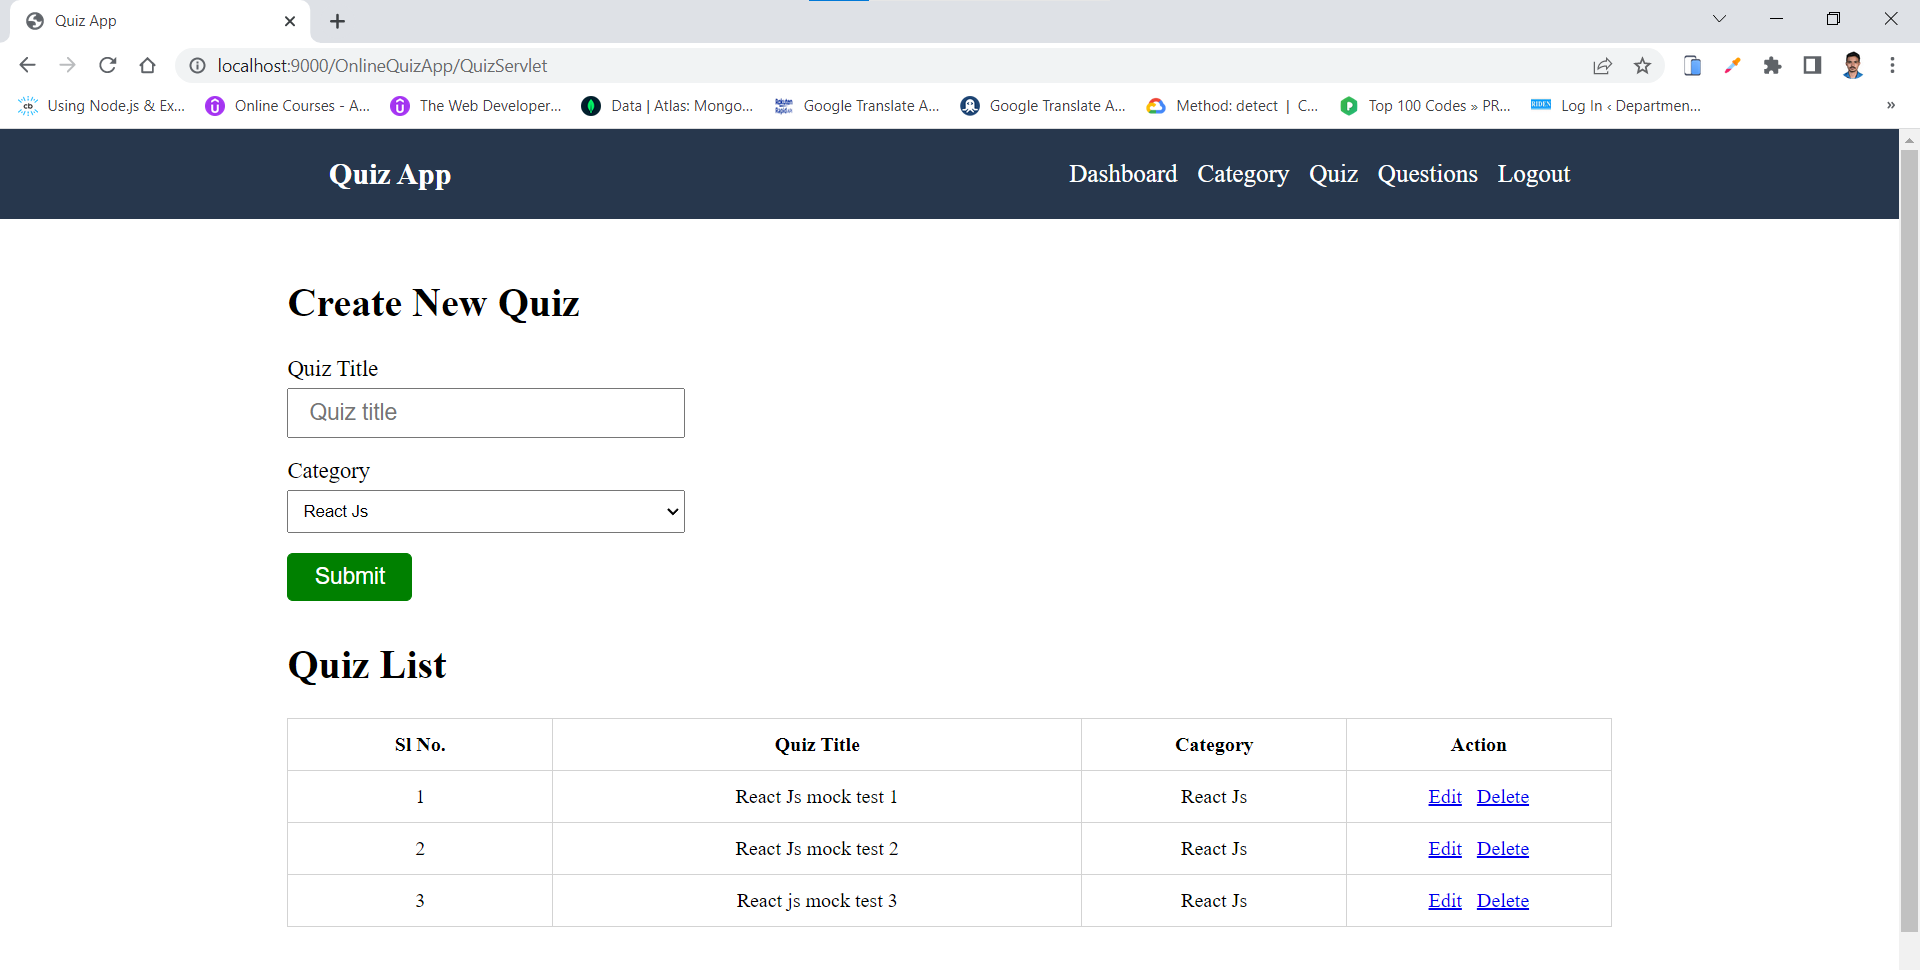 Quiz App
localhost:9000/OnlineQuizApp/QuizServlet
Using Node.js & Ex... Online Courses - A... The Web Developer... Data | Atlas: Mongo... Google Translate A... Google Translate A... Method: detect | C... Top 100 Codes » PR... RIDEN Log In ‹ Departmen... »
Quiz App Dashboard Category Quiz Questions Logout
Create New Quiz
Quiz Title
Quiz title
Category
React Js
Submit
Quiz List
Sl No. Quiz Title Category Action
1 React Js mock test 1 React Js Edit Delete
2 React Js mock test 2 React Js Edit Delete
3 React js mock test 3 React Js Edit Delete